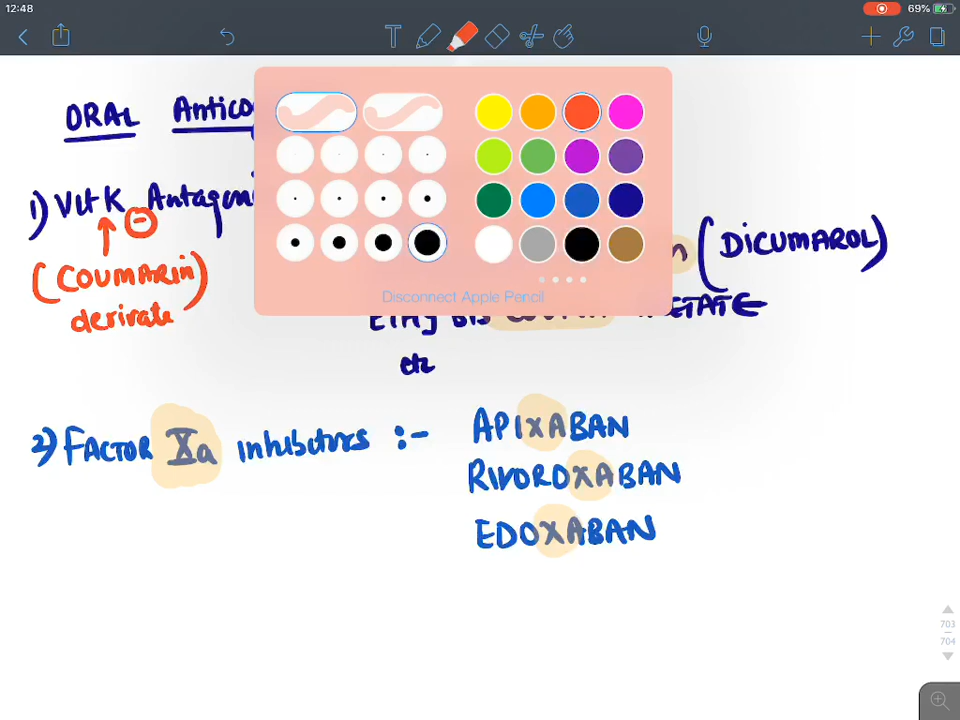 12:48
69%
T
ORAL Antico
1) Vit K Antagoni
n (DICUMAROL)
(COUMARIN)
derivate
etc
2) FACTOR Xa inhibitors :-
APIXABAN
RIVOROXABAN
EDOXABAN
Disconnect Apple Pencil
703
704